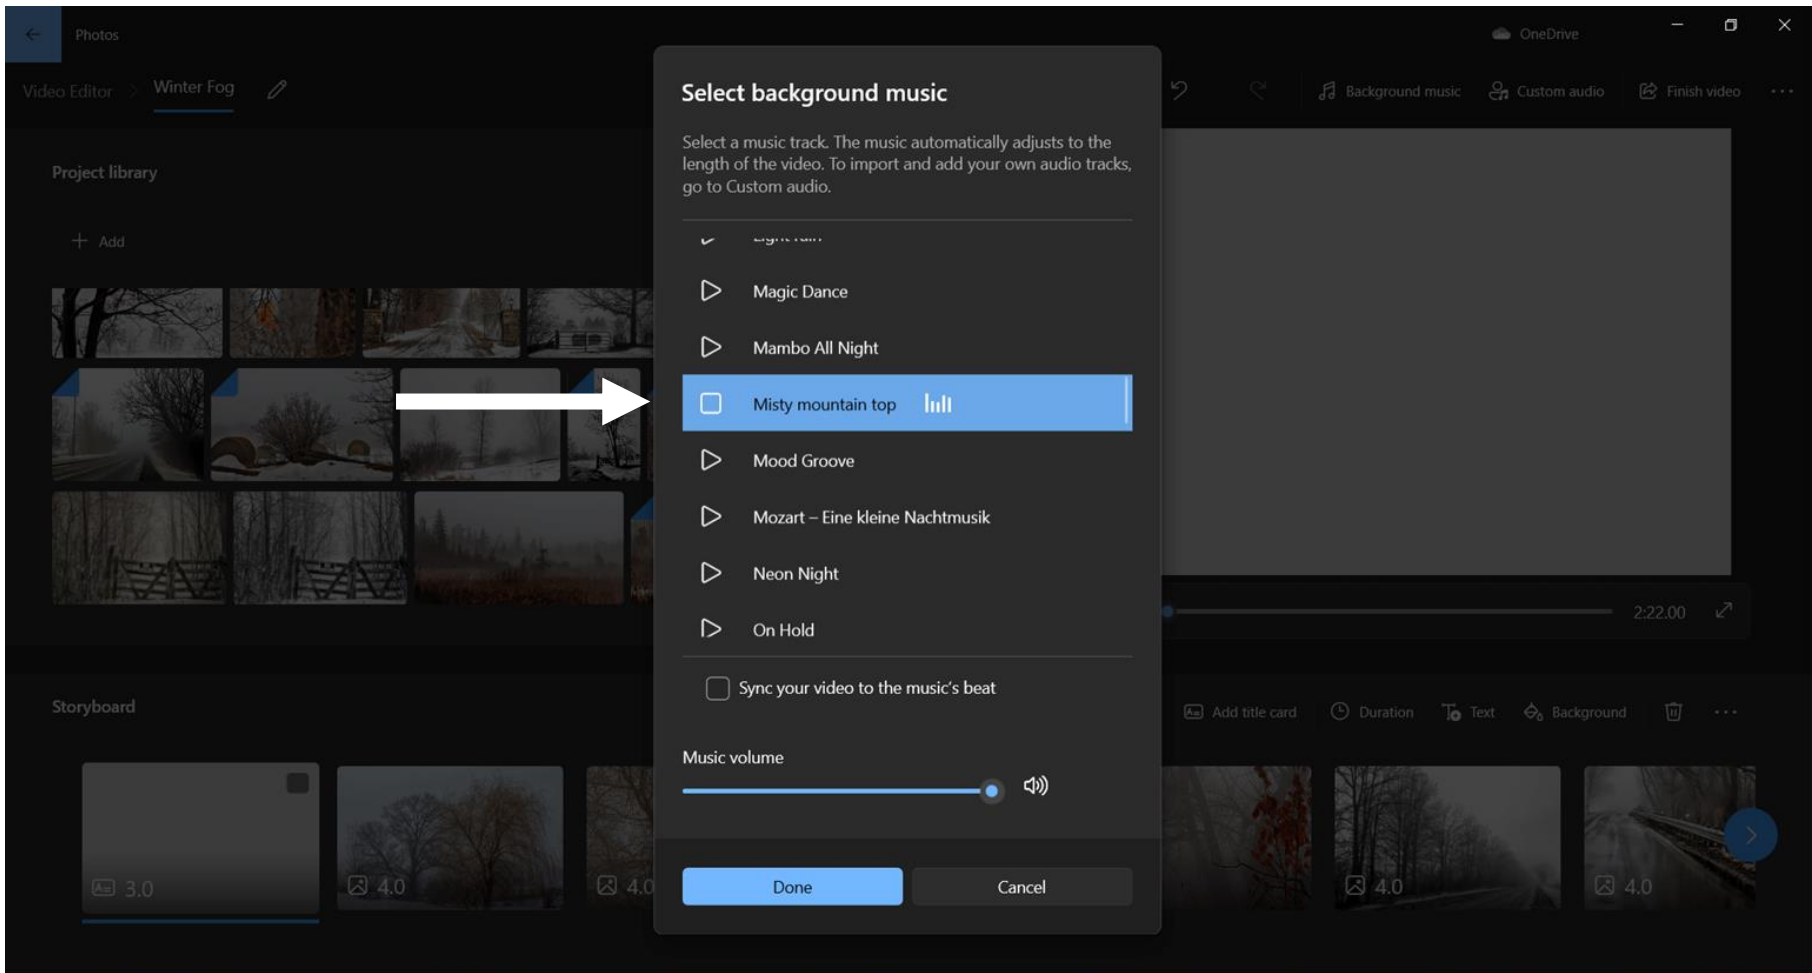 Photos
OneDrive
Video Editor > Winter Fog
Background music
Custom audio
Finish video
Project library
Add
Select background music
Select a music track. The music automatically adjusts to the
length of the video. To import and add your own audio tracks,
go to Custom audio.
Light rain
Magic Dance
Mambo All Night
Misty mountain top
Mood Groove
Mozart – Eine kleine Nachtmusik
Neon Night
On Hold
Sync your video to the music's beat
Music volume
Done
Cancel
2:22.00
Storyboard
Add title card
Duration
Text
Background
3.0
4.0
4.0
4.0
4.0